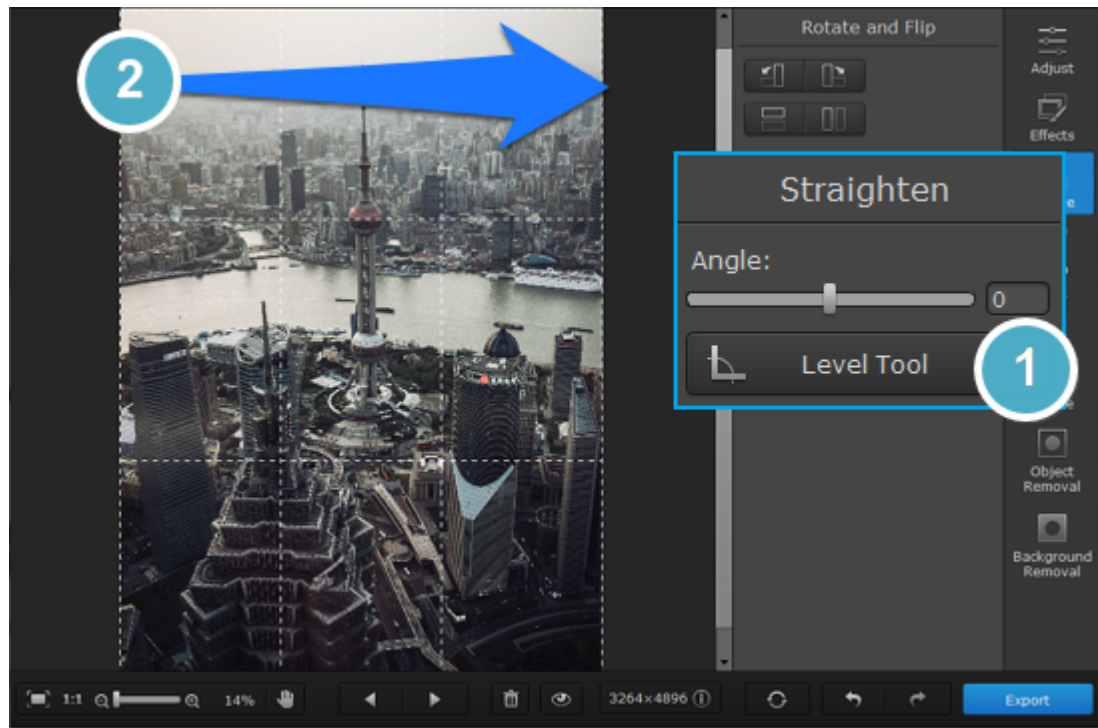 2
Rotate and Flip
Adjust
Effects
Straighten
Angle:
0
Level Tool
1
Object
Removal
Background
Removal
1:1
14%
3264×4896
Export